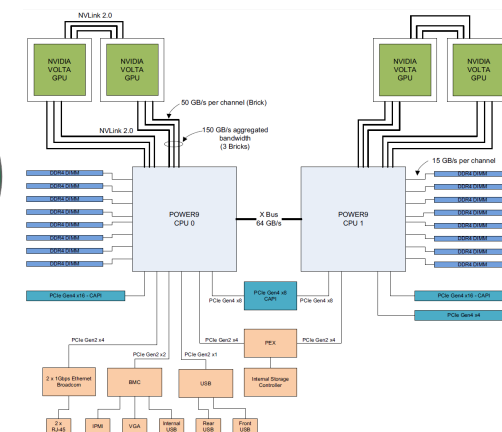 NVLink 2.0
NVIDIA
VOLTA
GPU
NVIDIA
VOLTA
GPU
NVIDIA
VOLTA
GPU
NVIDIA
VOLTA
GPU
50 GB/s per channel (Brick)
NVLink 2.0
150 GB/s aggregated
bandwidth
(3 Bricks)
15 GB/s per channel
DDR4 DIMM
DDR4 DIMM
DDR4 DIMM
DDR4 DIMM
DDR4 DIMM
DDR4 DIMM
DDR4 DIMM
DDR4 DIMM
POWER9
CPU 0
X Bus
64 GB/s
POWER9
CPU 1
DDR4 DIMM
DDR4 DIMM
DDR4 DIMM
DDR4 DIMM
DDR4 DIMM
DDR4 DIMM
DDR4 DIMM
DDR4 DIMM
PCIe Gen4 x16 - CAPI
PCIe Gen4 x8
PCIe Gen4 x8
CAPI
PCIe Gen4 x8
PCIe Gen4 x16 - CAPI
PCIe Gen4 x4
PCIe Gen2 x4
PCIe Gen2 x2
PCIe Gen2 x1
PCIe Gen2 x4
PEX
PCIe Gen2 x4
2 x 1Gbps Ethernet
Broadcom
BMC
USB
Internal Storage
Controller
2 x
RJ-45
IPMI
VGA
Internal
USB
Rear
USB
Front
USB